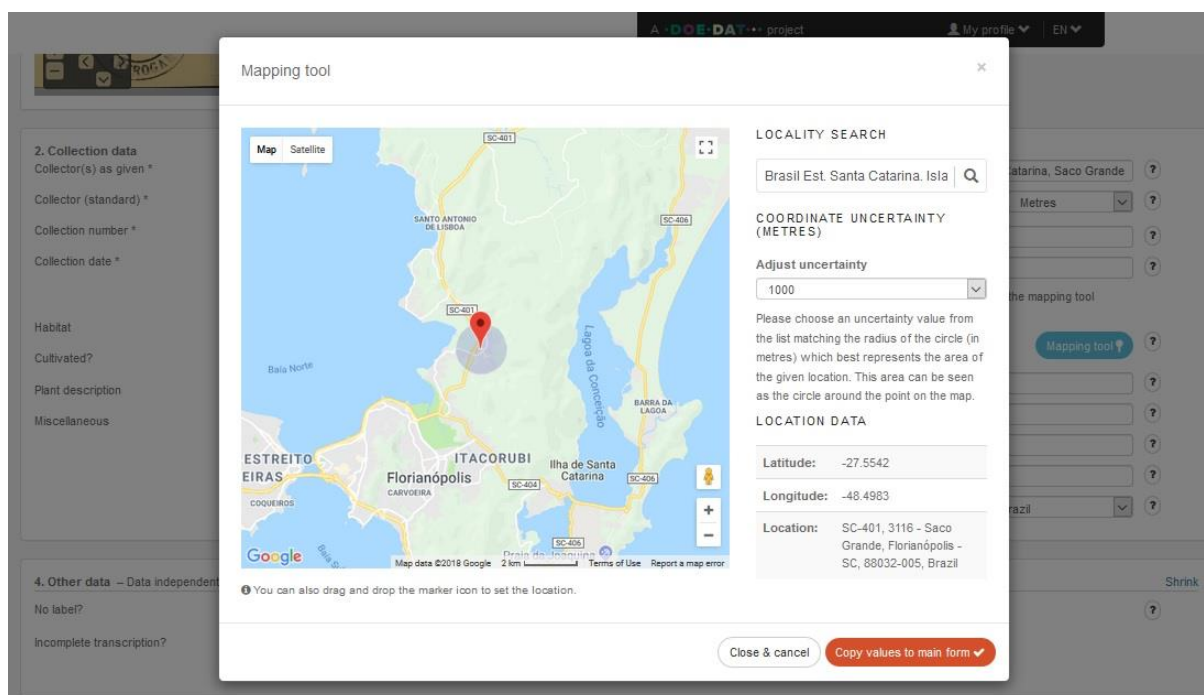 A ·DOE·DAT··· project
My profile
EN
Mapping tool
×
Map
Satellite
SC-401
SANTO ANTONIO
DE LISBOA
SC-406
SC-401
Baia Norte
Lagoa da Conceição
BARRA DA
LAGOA
ESTREITO
EIRAS
ITACORUBI
Ilha de Santa
Catarina
Florianópolis
CARVOEIRA
SC-404
SC-406
COQUEIROS
SC-406
Praia da Joaquina
Google
Map data ©2018 Google
2 km
Terms of Use
Report a map error
You can also drag and drop the marker icon to set the location.
LOCALITY SEARCH
Brasil Est. Santa Catarina. Isla
COORDINATE UNCERTAINTY
(METRES)
Adjust uncertainty
1000
Please choose an uncertainty value from
the list matching the radius of the circle (in
metres) which best represents the area of
the given location. This area can be seen
as the circle around the point on the map.
LOCATION DATA
Latitude: -27.5542
Longitude: -48.4983
Location: SC-401, 3116 - Saco
Grande, Florianópolis -
SC, 88032-005, Brazil
Close & cancel
Copy values to main form
2. Collection data
Collector(s) as given *
Collector (standard) *
Collection number *
Collection date *
Habitat
Cultivated?
Plant description
Miscellaneous
Catarina, Saco Grande
?
Metres
?
?
?
the mapping tool
Mapping tool
?
?
?
?
?
razil
?
4. Other data – Data independent
Shrink
No label?
?
Incomplete transcription?